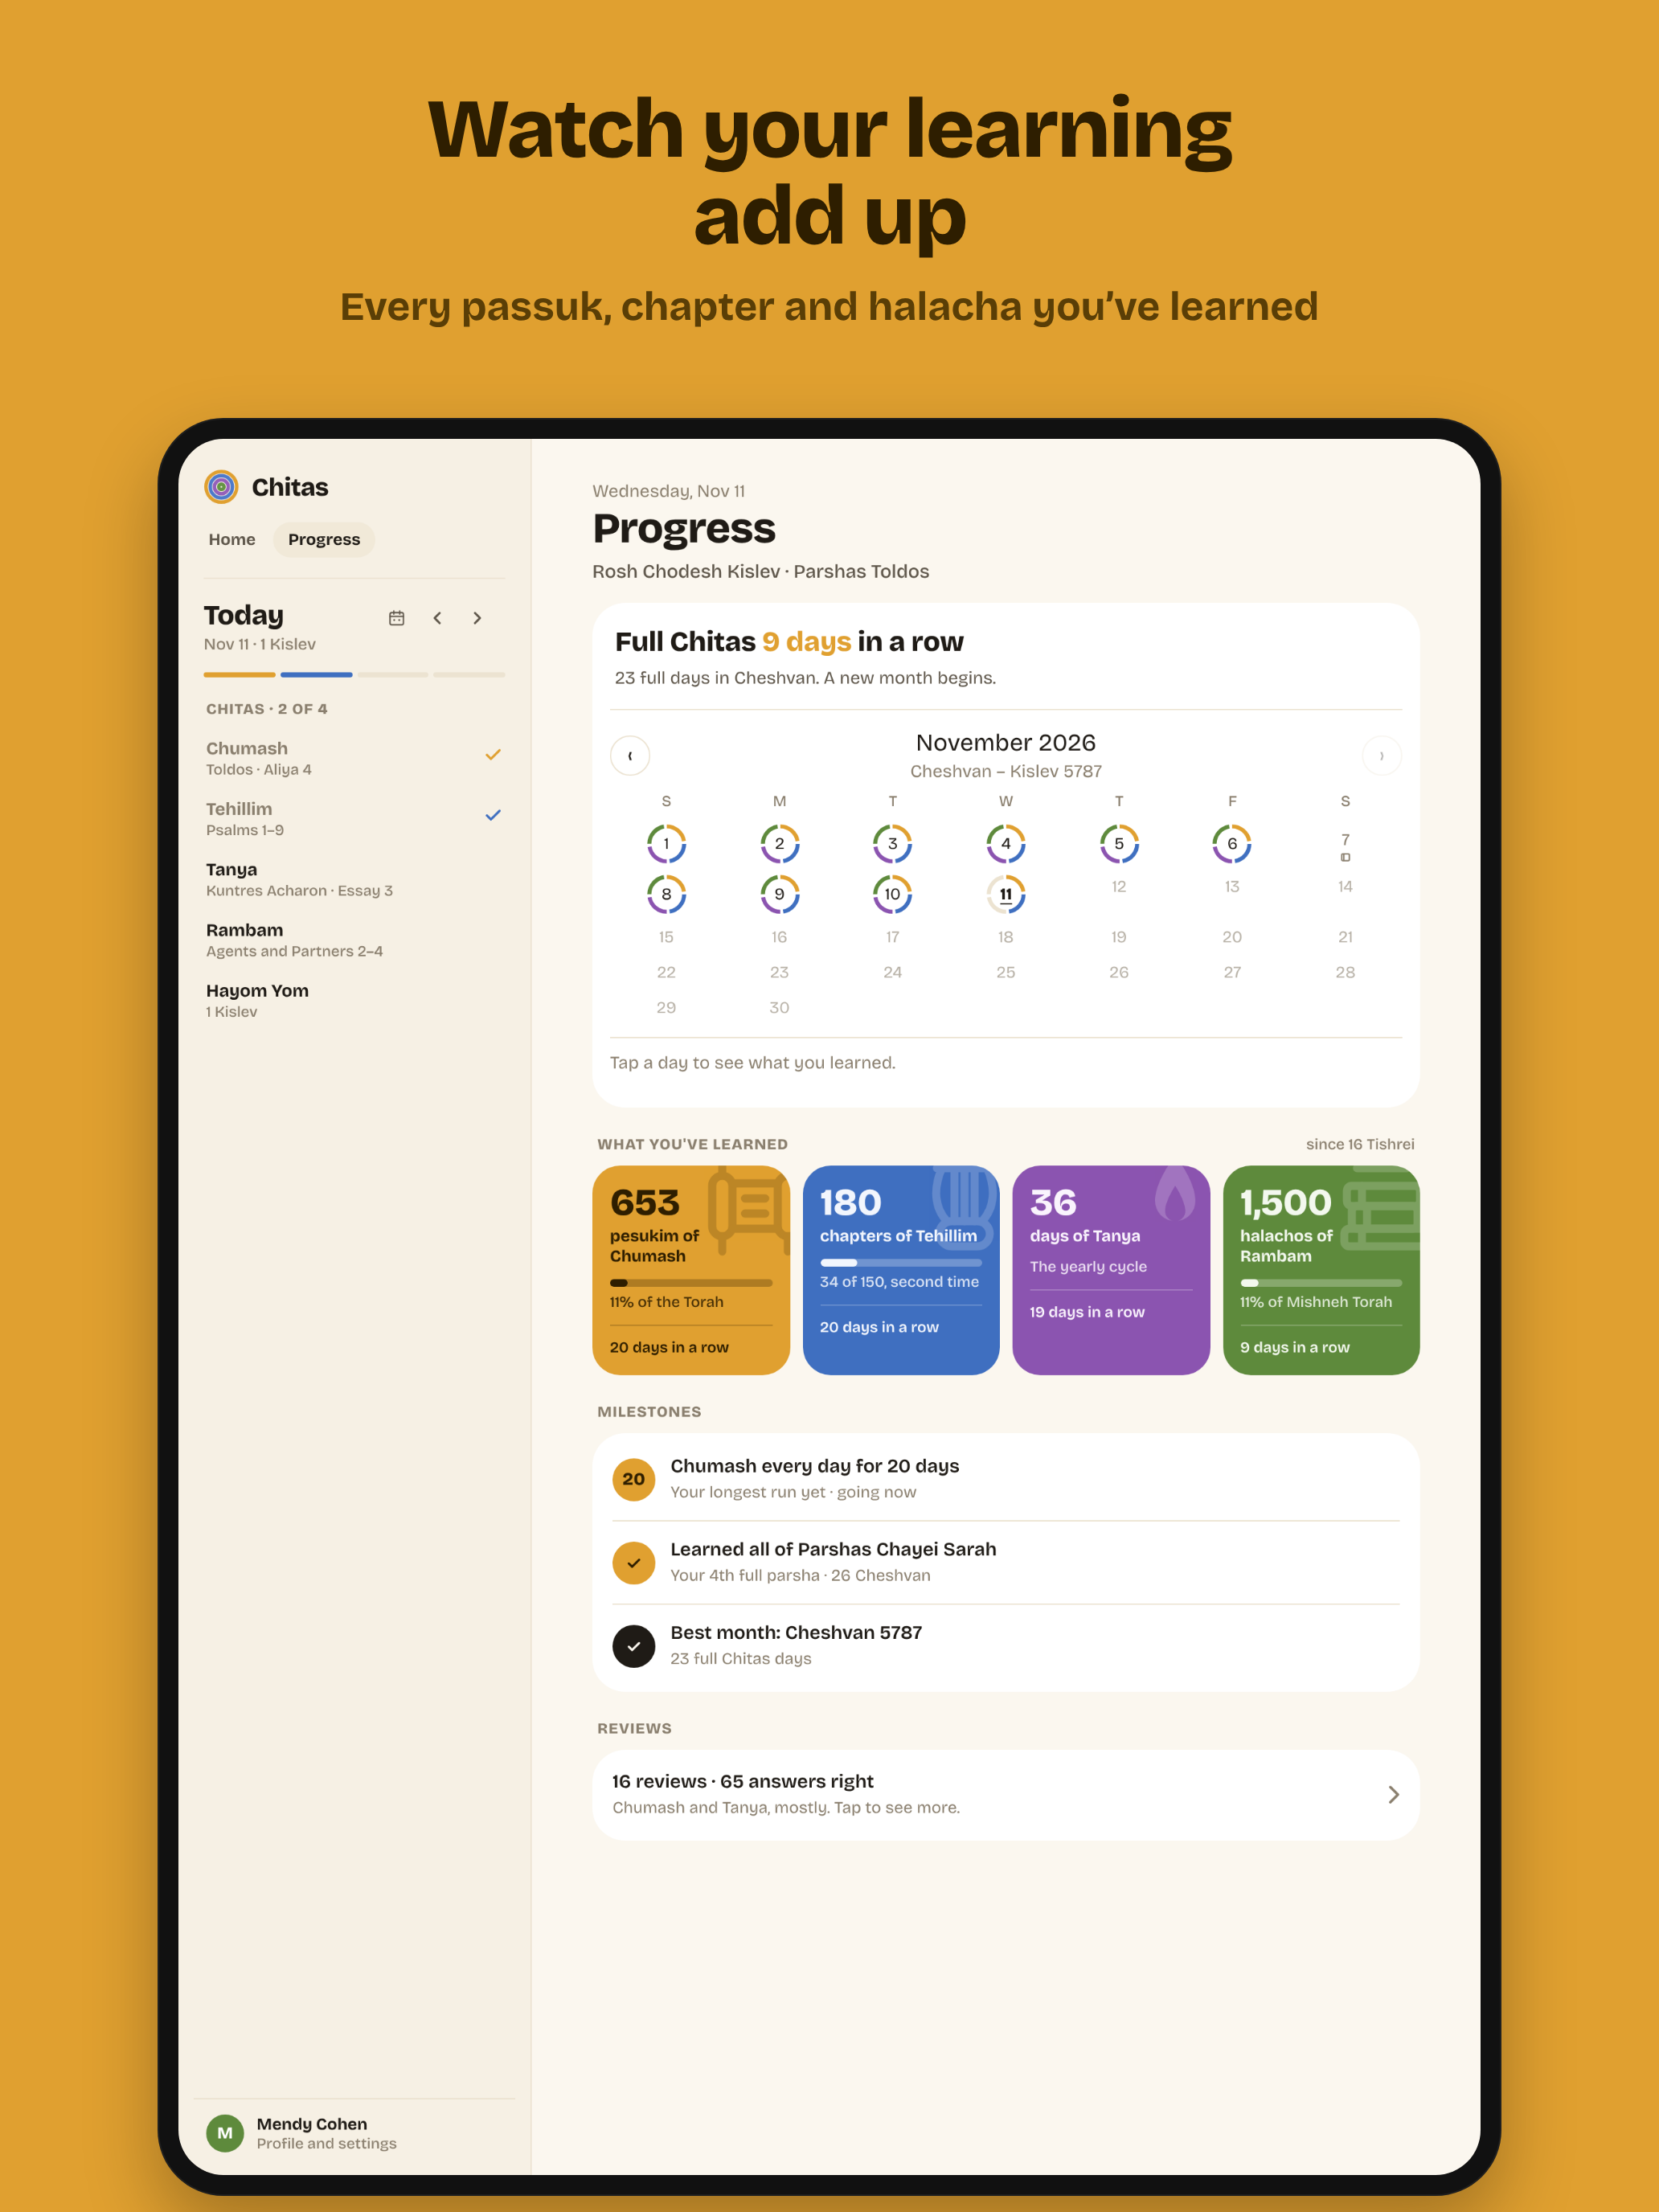 Watch your learning
add up
Every passuk, chapter and halacha you’ve learned
Chitas
Home Progress
Today
Nov 11 · 1 Kislev
CHITAS · 2 OF 4
Chumash
Toldos · Aliya 4
Tehillim
Psalms 1–9
Tanya
Kuntres Acharon · Essay 3
Rambam
Agents and Partners 2–4
Hayom Yom
1 Kislev
M
Mendy Cohen
Profile and settings
Wednesday, Nov 11
Progress
Rosh Chodesh Kislev · Parshas Toldos
Full Chitas 9 days in a row
23 full days in Cheshvan. A new month begins.
November 2026
Cheshvan – Kislev 5787
S M T W T F S
1 2 3 4 5 6 7
8 9 10 11 12 13 14
15 16 17 18 19 20 21
22 23 24 25 26 27 28
29 30
Tap a day to see what you learned.
WHAT YOU'VE LEARNED since 16 Tishrei
653
pesukim of
Chumash
11% of the Torah
20 days in a row
180
chapters of Tehillim
34 of 150, second time
20 days in a row
36
days of Tanya
The yearly cycle
19 days in a row
1,500
halachos of
Rambam
11% of Mishneh Torah
9 days in a row
MILESTONES
20
Chumash every day for 20 days
Your longest run yet · going now
Learned all of Parshas Chayei Sarah
Your 4th full parsha · 26 Cheshvan
Best month: Cheshvan 5787
23 full Chitas days
REVIEWS
16 reviews · 65 answers right
Chumash and Tanya, mostly. Tap to see more.